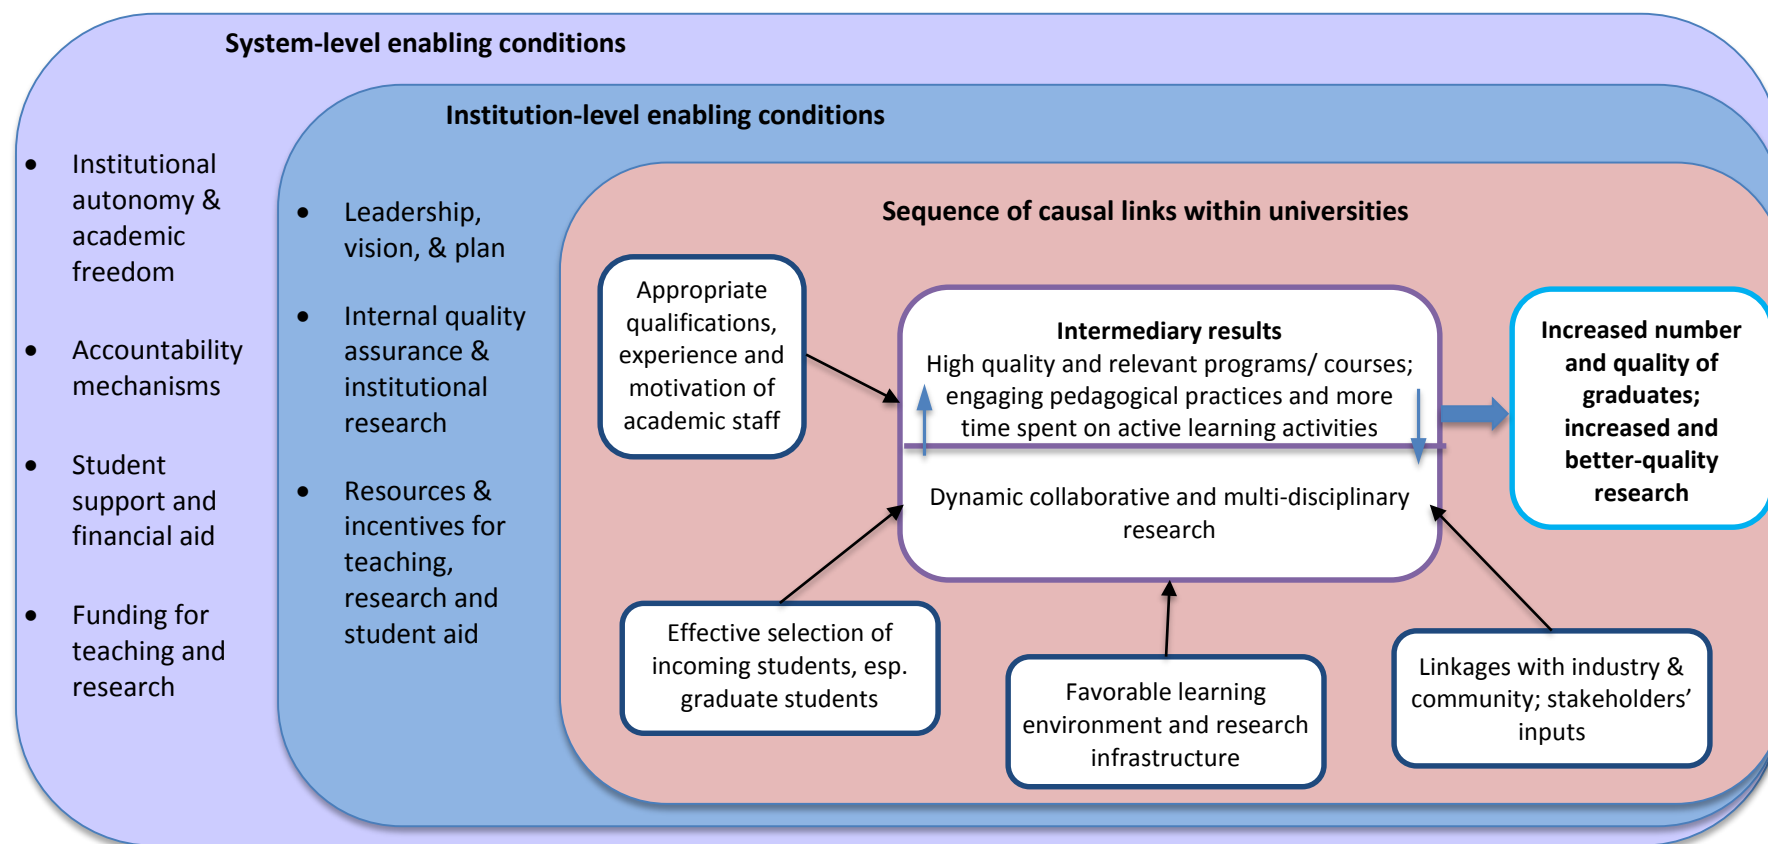 System-level enabling conditions
Institution-level enabling conditions
• Institutional
autonomy &
academic
freedom
• Accountability
mechanisms
• Student
support and
financial aid
• Funding for
teaching and
research
• Leadership,
vision, & plan
• Internal quality
assurance &
institutional
research
• Resources &
incentives for
teaching,
research and
student aid
Sequence of causal links within universities
Appropriate
qualifications,
experience and
motivation of
academic staff
Intermediary results
High quality and relevant programs/ courses;
engaging pedagogical practices and more
time spent on active learning activities
Dynamic collaborative and multi-disciplinary
research
Increased number
and quality of
graduates;
increased and
better-quality
research
Effective selection of
incoming students, esp.
graduate students
Favorable learning
environment and research
infrastructure
Linkages with industry &
community; stakeholders’
inputs